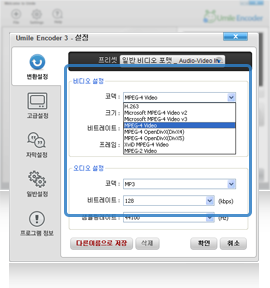 Umile Encoder
Umile Encoder 3 - 설정
프리셋 일반 비디오 포맷 _ Audio-Video
변환설정
고급설정
자막설정
일반설정
프로그램 정보
비디오 설정
코덱 : MPEG-4 Video
크기 :
비트레이트 :
프레임 :
H.263
Microsoft MPEG-4 Video v2
Microsoft MPEG-4 Video v3
MPEG-4 Video
MPEG-4 OpenDivX(DivX4)
MPEG-4 OpenDivX(DivX5)
XviD MPEG-4 Video
MPEG-2 Video
오디오 설정
코덱 : MP3
비트레이트 : 128 (kbps)
샘플레이트 : 44100 (Hz)
다른이름으로 저장 삭제 확인 취소